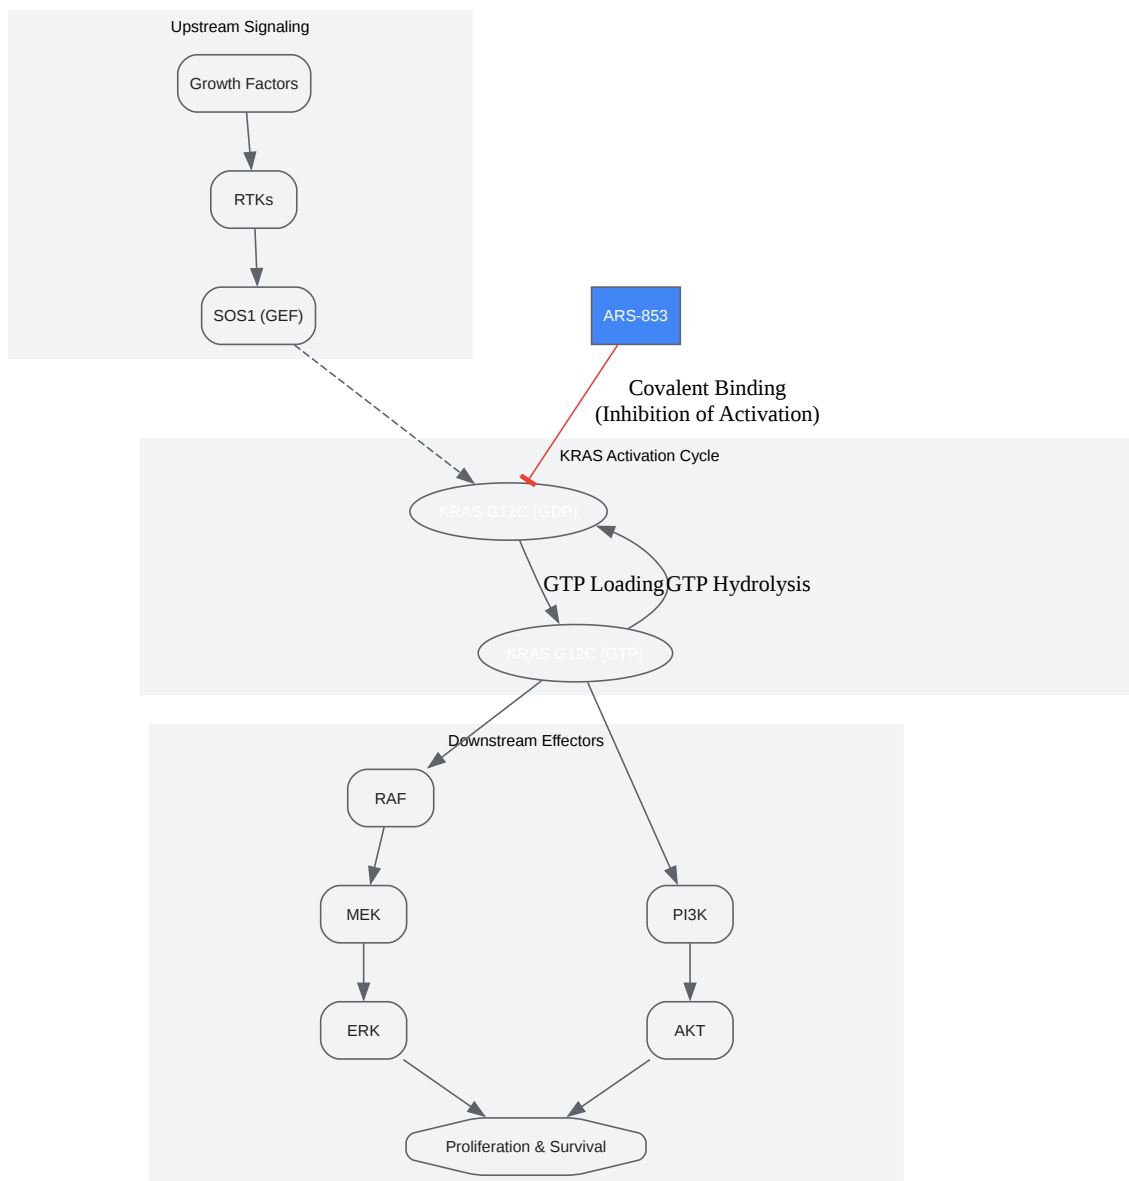 Upstream Signaling
Growth Factors
RTKs
SOS1 (GEF)
ARS-853
Covalent Binding
(Inhibition of Activation)
KRAS Activation Cycle
KRAS G12C (GDP)
GTP Loading
GTP Hydrolysis
KRAS G12C (GTP)
Downstream Effectors
RAF
MEK
PI3K
ERK
AKT
Proliferation & Survival